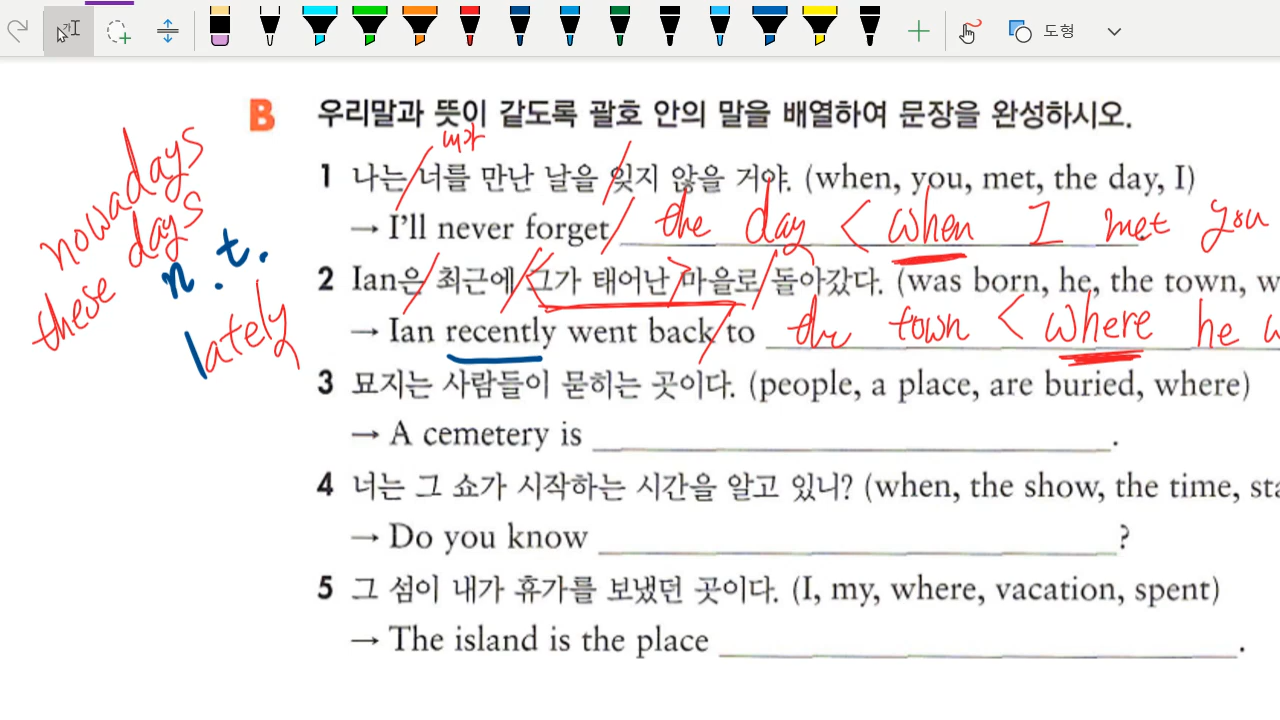 도형
B 우리말과 뜻이 같도록 괄호 안의 말을 배열하여 문장을 완성하시오.
내가
1 나는 너를 만난 날을 잊지 않을 거야. (when, you, met, the day, I)
→ I'll never forget the day < when I met you
2 Ian은 최근에 그가 태어난 마을로 돌아갔다. (was born, he, the town, w
→ Ian recently went back to the town < where he w
3 묘지는 사람들이 묻히는 곳이다. (people, a place, are buried, where)
→ A cemetery is .
4 너는 그 쇼가 시작하는 시간을 알고 있니? (when, the show, the time, sta
→ Do you know ?
5 그 섬이 내가 휴가를 보냈던 곳이다. (I, my, where, vacation, spent)
→ The island is the place .
nowadays
these days
n. t.
lately